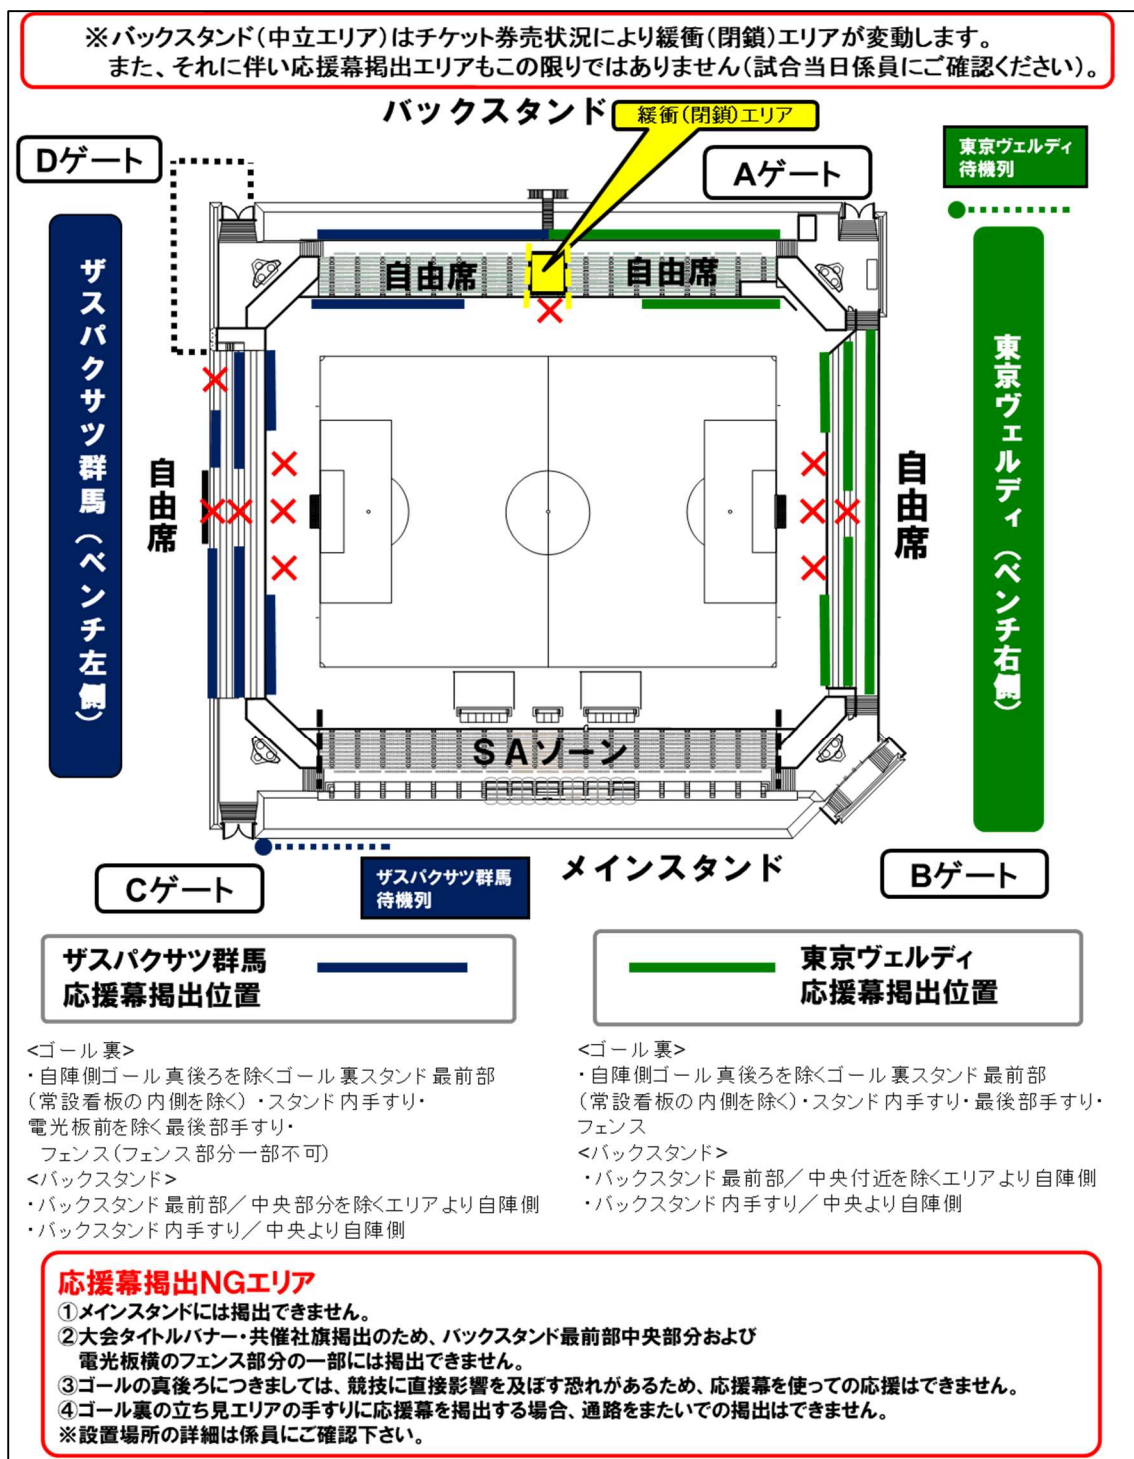 ※バックスタンド(中立エリア)はチケット券売状況により緩衝(閉鎖)エリアが変動します。
また、それに伴い応援幕掲出エリアもこの限りではありません(試合当日係員にご確認ください)。
バックスタンド
緩衝(閉鎖)エリア
Dゲート
Aゲート
東京ヴェルディ
待機列
自由席
自由席
ザスパクサツ群馬(ベンチ左側)
自由席
自由席
東京ヴェルディ(ベンチ右側)
SAゾーン
メインスタンド
Cゲート
ザスパクサツ群馬
待機列
Bゲート
ザスパクサツ群馬
応援幕掲出位置
東京ヴェルディ
応援幕掲出位置
<ゴール裏>
・自陣側ゴール真後ろを除くゴール裏スタンド最前部
(常設看板の内側を除く)・スタンド内手すり・
電光板前を除く最後部手すり・
フェンス(フェンス部分一部不可)
<バックスタンド>
・バックスタンド最前部/中央部分を除くエリアより自陣側
・バックスタンド内手すり/中央より自陣側
<ゴール裏>
・自陣側ゴール真後ろを除くゴール裏スタンド最前部
(常設看板の内側を除く)・スタンド内手すり・最後部手すり・
フェンス
<バックスタンド>
・バックスタンド最前部/中央付近を除くエリアより自陣側
・バックスタンド内手すり/中央より自陣側
応援幕掲出NGエリア
①メインスタンドには掲出できません。
②大会タイトルバナー・共催社旗掲出のため、バックスタンド最前部中央部分および
電光板横のフェンス部分の一部には掲出できません。
③ゴールの真後ろにつきましては、競技に直接影響を及ぼす恐れがあるため、応援幕を使っての応援はできません。
④ゴール裏の立ち見エリアの手すりに応援幕を掲出する場合、通路をまたいでの掲出はできません。
※設置場所の詳細は係員にご確認下さい。